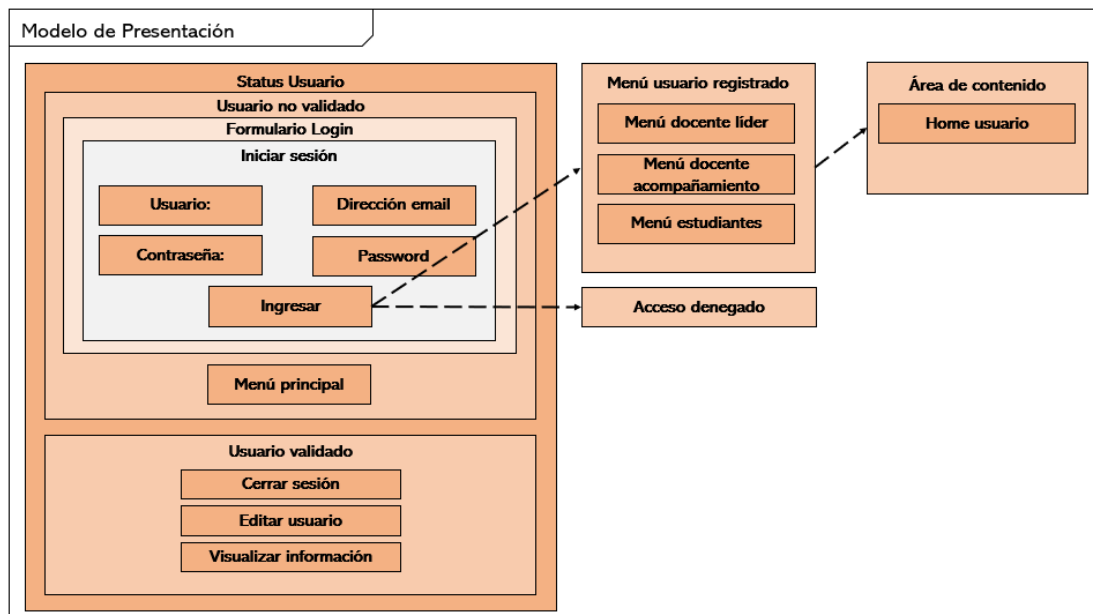 Modelo de Presentación
Status Usuario
Usuario no validado
Formulario Login
Iniciar sesión
Usuario:
Dirección email
Contraseña:
Password
Ingresar
Menú principal
Usuario validado
Cerrar sesión
Editar usuario
Visualizar información
Menú usuario registrado
Menú docente líder
Menú docente
acompañamiento
Menú estudiantes
Acceso denegado
Área de contenido
Home usuario